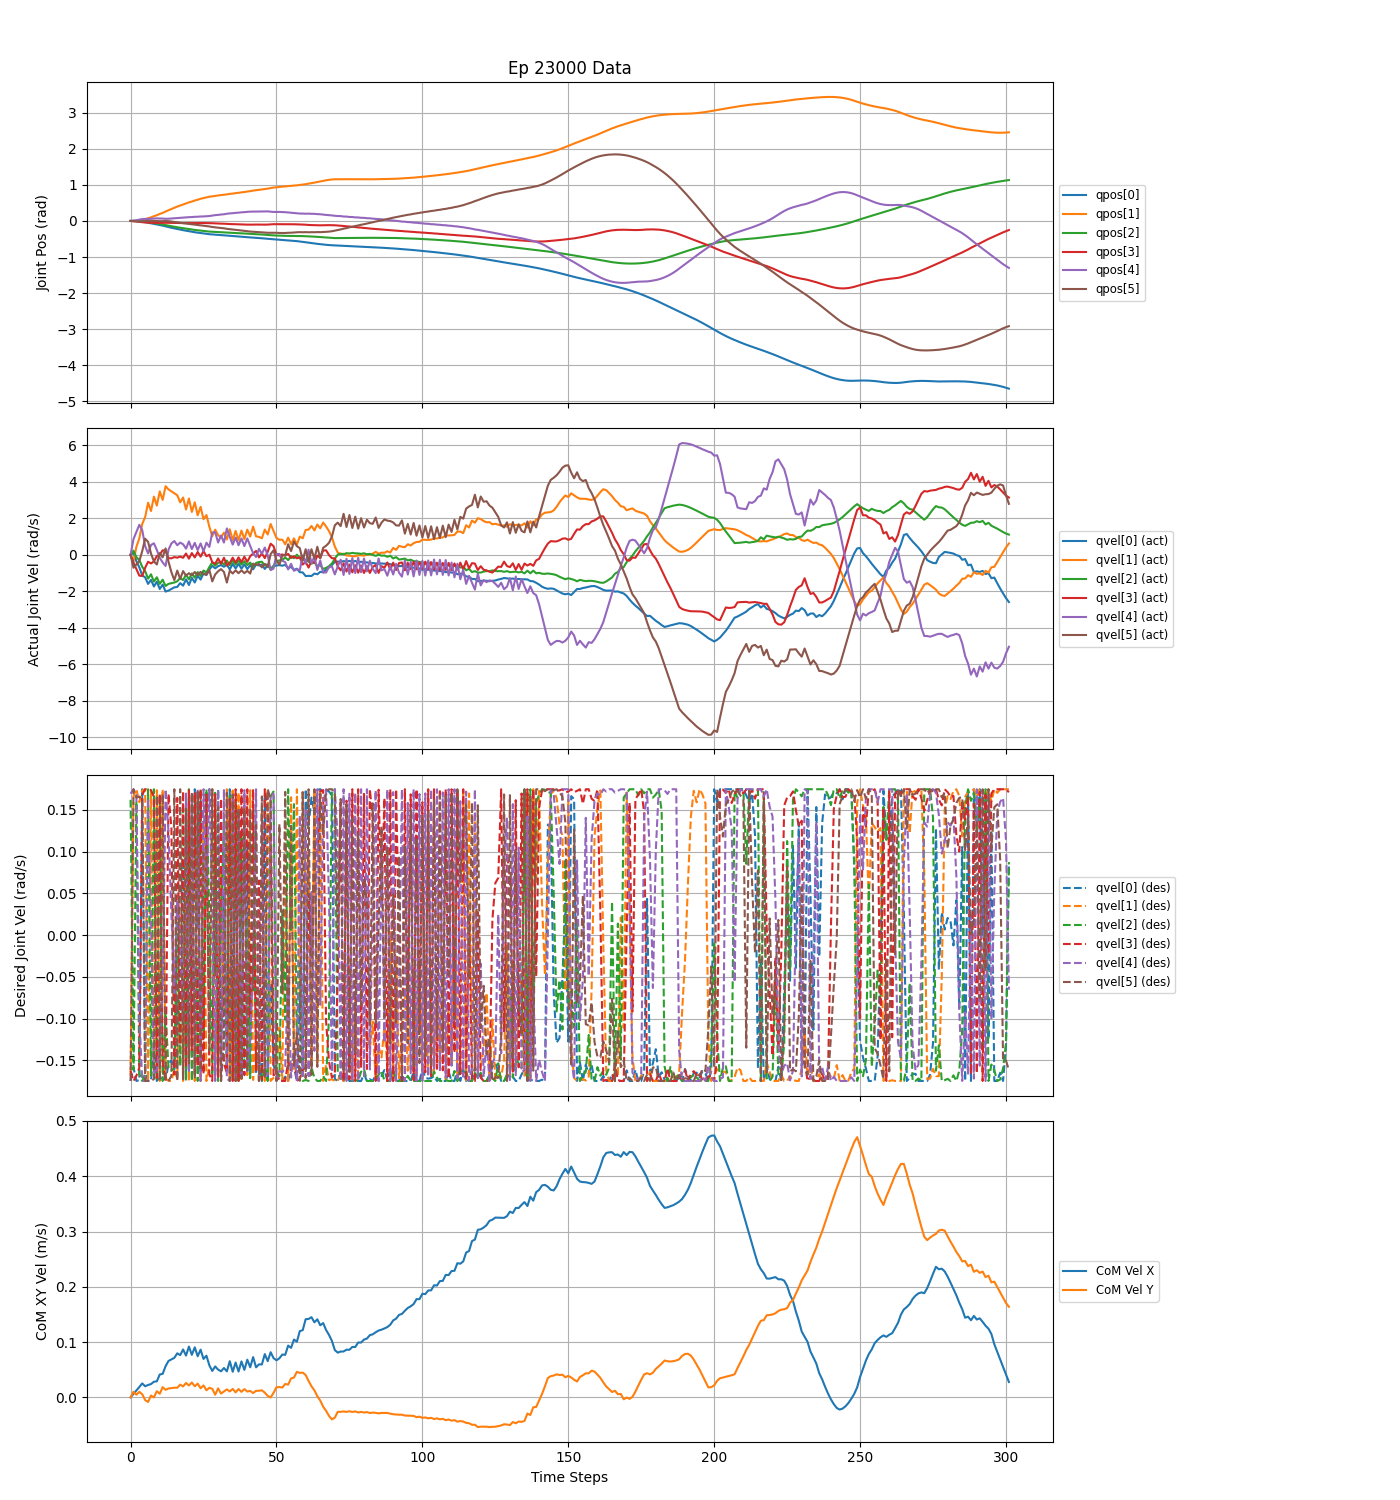 Ep 23000 Data
Joint Pos (rad)
3
2
1
0
−1
−2
−3
−4
−5
qpos[0]
qpos[1]
qpos[2]
qpos[3]
qpos[4]
qpos[5]
Actual Joint Vel (rad/s)
6
4
2
0
−2
−4
−6
−8
−10
qvel[0] (act)
qvel[1] (act)
qvel[2] (act)
qvel[3] (act)
qvel[4] (act)
qvel[5] (act)
Desired Joint Vel (rad/s)
0.15
0.10
0.05
0.00
−0.05
−0.10
−0.15
qvel[0] (des)
qvel[1] (des)
qvel[2] (des)
qvel[3] (des)
qvel[4] (des)
qvel[5] (des)
CoM XY Vel (m/s)
0.5
0.4
0.3
0.2
0.1
0.0
CoM Vel X
CoM Vel Y
0 50 100 150 200 250 300
Time Steps